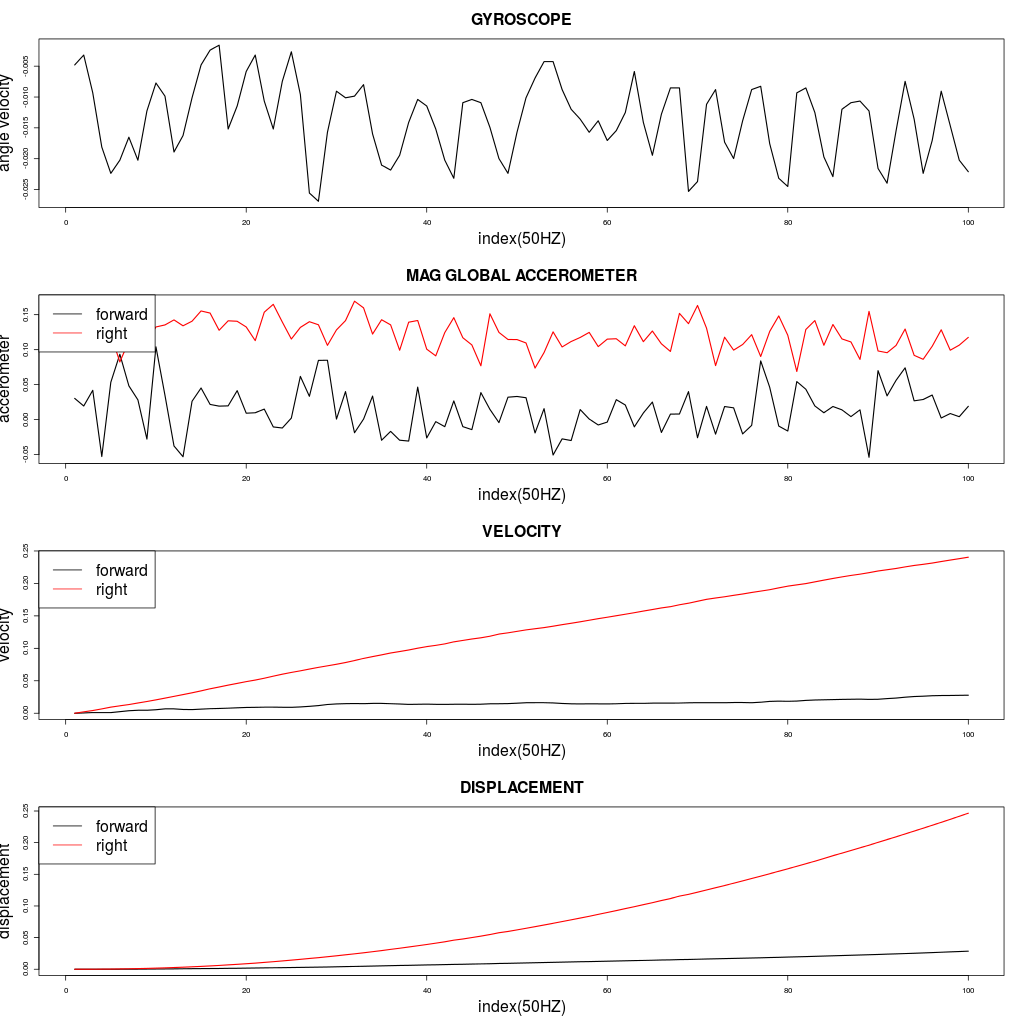 GYROSCOPE
angle velocity
-0.005
-0.010
-0.015
-0.020
-0.025
0 20 40 60 80 100
index(50HZ)
MAG GLOBAL ACCEROMETER
accerometer
0.15
0.10
0.05
0.00
-0.05
forward
right
0 20 40 60 80 100
index(50HZ)
VELOCITY
velocity
0.25
0.20
0.15
0.10
0.05
0.00
forward
right
0 20 40 60 80 100
index(50HZ)
DISPLACEMENT
displacement
0.25
0.20
0.15
0.10
0.05
0.00
forward
right
0 20 40 60 80 100
index(50HZ)